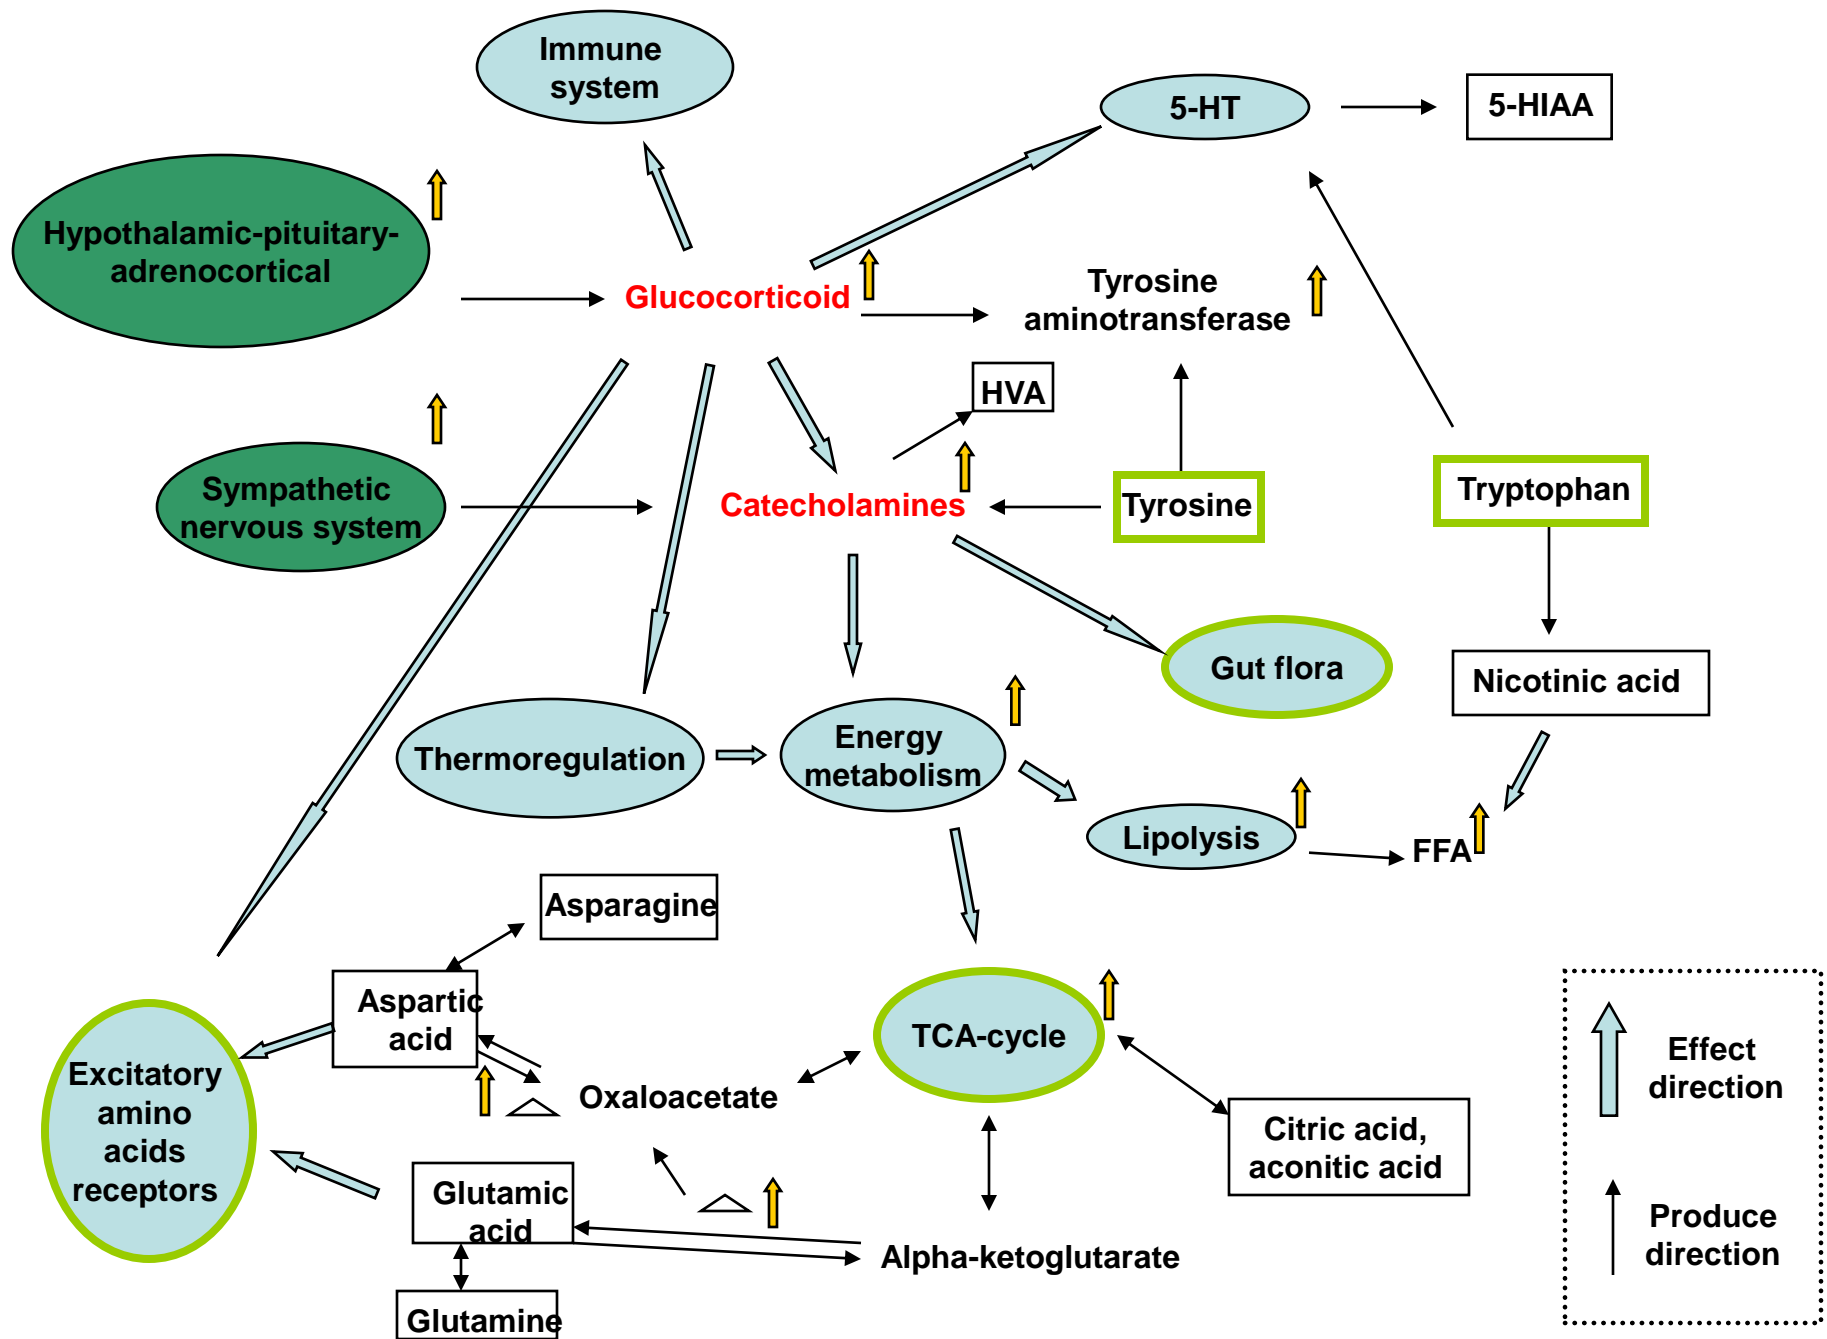 Immune
system
5-HT
5-HIAA
Hypothalamic-pituitary-
adrenocortical
Glucocorticoid
Tyrosine
aminotransferase
HVA
Sympathetic
nervous system
Catecholamines
Tyrosine
Tryptophan
Gut flora
Nicotinic acid
Thermoregulation
Energy
metabolism
Lipolysis
FFA
Asparagine
Aspartic
acid
TCA-cycle
Effect
direction
Excitatory
amino
acids
receptors
Oxaloacetate
Citric acid,
aconitic acid
Glutamic
acid
Produce
direction
Alpha-ketoglutarate
Glutamine